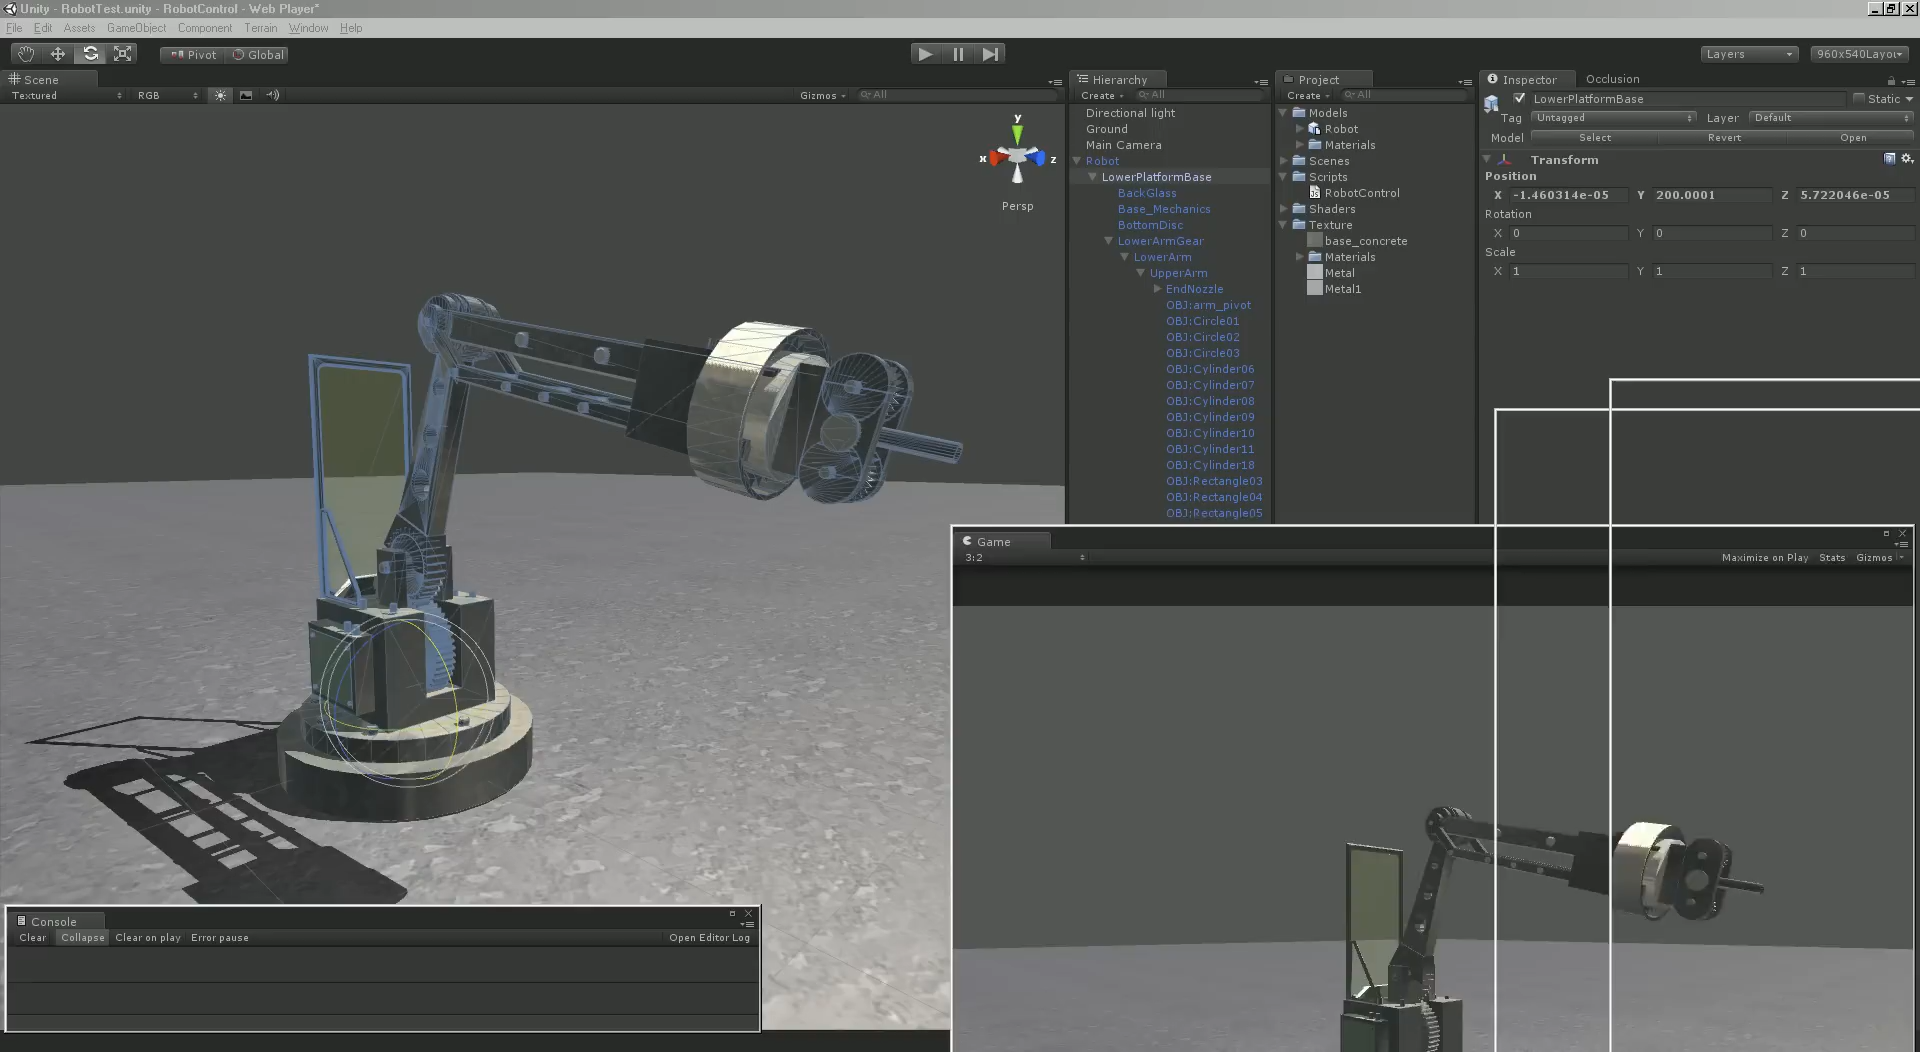 Unity - RobotTest.unity - RobotControl - Web Player*
File Edit Assets GameObject Component Terrain Window Help
Pivot Global Layers 960x540Layou
Scene
Textured RGB Gizmos All
y
x z
Persp
Hierarchy
Create All
Directional light
Ground
Main Camera
Robot
LowerPlatformBase
BackGlass
Base_Mechanics
BottomDisc
LowerArmGear
LowerArm
UpperArm
EndNozzle
OBJ:arm_pivot
OBJ:Circle01
OBJ:Circle02
OBJ:Circle03
OBJ:Cylinder06
OBJ:Cylinder07
OBJ:Cylinder08
OBJ:Cylinder09
OBJ:Cylinder10
OBJ:Cylinder11
OBJ:Cylinder18
OBJ:Rectangle03
OBJ:Rectangle04
OBJ:Rectangle05
Project
Create All
Models
Robot
Materials
Scenes
Scripts
RobotControl
Shaders
Texture
base_concrete
Materials
Metal
Metal1
Inspector Occlusion
LowerPlatformBase Static
Tag Untagged Layer Default
Model Select Revert Open
Transform
Position
X -1.460314e-05 Y 200.0001 Z 5.722046e-05
Rotation
X 0 Y 0 Z 0
Scale
X 1 Y 1 Z 1
Game
3:2 Maximize on Play Stats Gizmos
Console
Clear Collapse Clear on play Error pause Open Editor Log